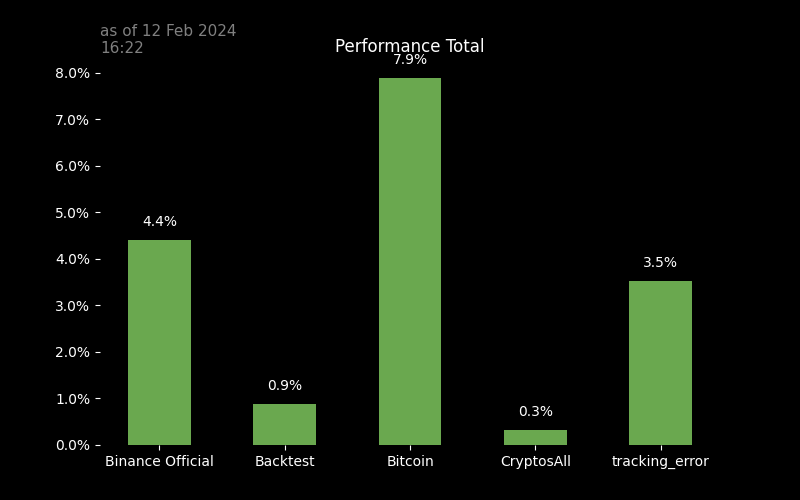 as of 12 Feb 2024
16:22
Performance Total
8.0%
7.0%
6.0%
5.0%
4.0%
3.0%
2.0%
1.0%
0.0%
4.4%
0.9%
7.9%
0.3%
3.5%
Binance Official
Backtest
Bitcoin
CryptosAll
tracking_error